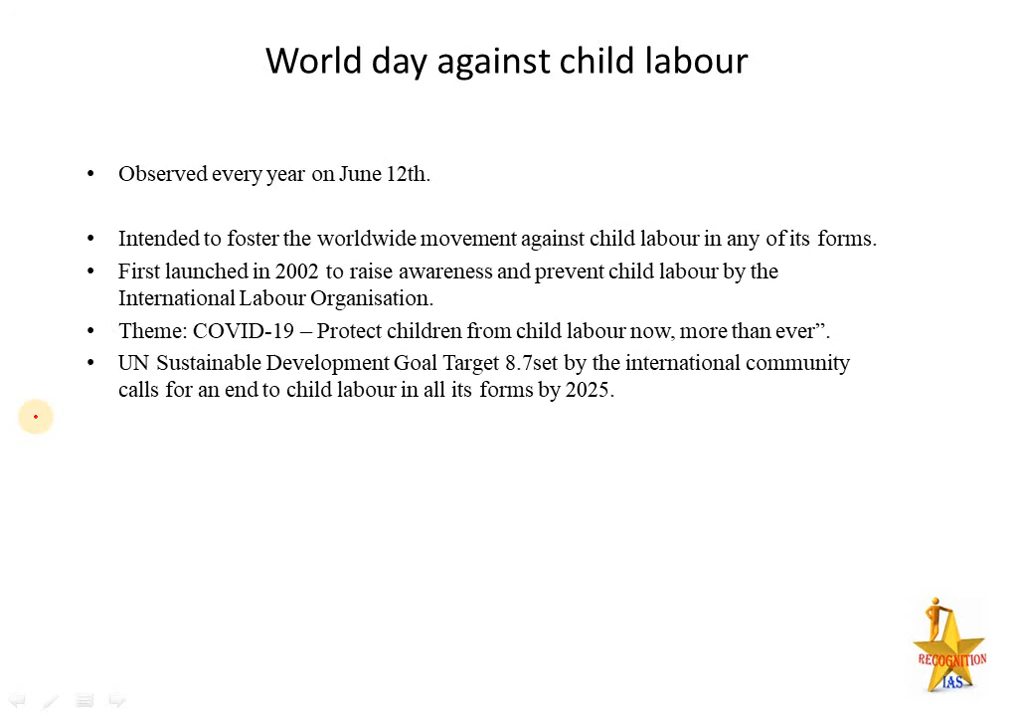 World day against child labour
• Observed every year on June 12th.
• Intended to foster the worldwide movement against child labour in any of its forms.
• First launched in 2002 to raise awareness and prevent child labour by the
International Labour Organisation.
• Theme: COVID-19 – Protect children from child labour now, more than ever”.
• UN Sustainable Development Goal Target 8.7set by the international community
calls for an end to child labour in all its forms by 2025.
RECOGNITION
IAS